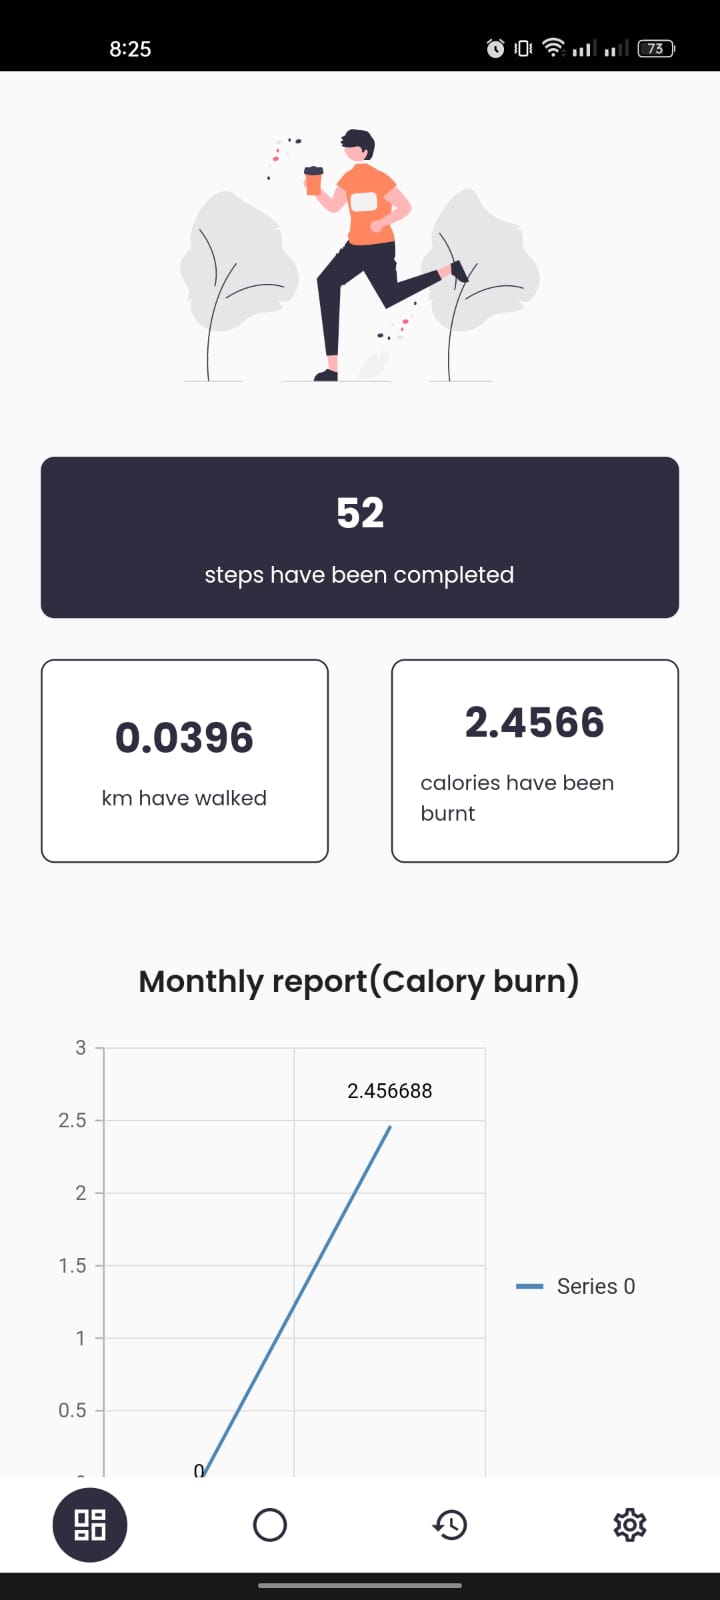 8:25
73
52
steps have been completed
0.0396
km have walked
2.4566
calories have been
burnt
Monthly report(Calory burn)
3
2.456688
2.5
2
1.5
Series 0
1
0.5
0